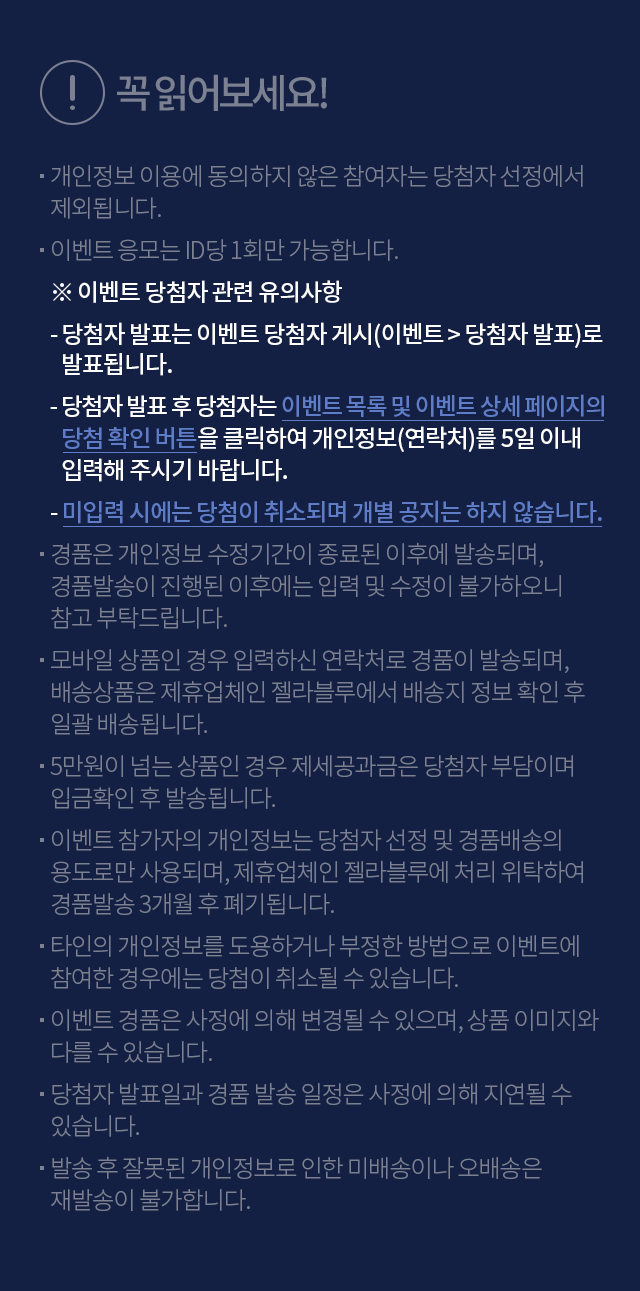 ! 꼭 읽어보세요!
· 개인정보 이용에 동의하지 않은 참여자는 당첨자 선정에서
제외됩니다.
· 이벤트 응모는 ID당 1회만 가능합니다.
※ 이벤트 당첨자 관련 유의사항
- 당첨자 발표는 이벤트 당첨자 게시(이벤트 > 당첨자 발표)로
발표됩니다.
- 당첨자 발표 후 당첨자는 이벤트 목록 및 이벤트 상세 페이지의
당첨 확인 버튼을 클릭하여 개인정보(연락처)를 5일 이내
입력해 주시기 바랍니다.
- 미입력 시에는 당첨이 취소되며 개별 공지는 하지 않습니다.
· 경품은 개인정보 수정기간이 종료된 이후에 발송되며,
경품발송이 진행된 이후에는 입력 및 수정이 불가하오니
참고 부탁드립니다.
· 모바일 상품인 경우 입력하신 연락처로 경품이 발송되며,
배송상품은 제휴업체인 젤라블루에서 배송지 정보 확인 후
일괄 배송됩니다.
· 5만원이 넘는 상품인 경우 제세공과금은 당첨자 부담이며
입금확인 후 발송됩니다.
· 이벤트 참가자의 개인정보는 당첨자 선정 및 경품배송의
용도로만 사용되며, 제휴업체인 젤라블루에 처리 위탁하여
경품발송 3개월 후 폐기됩니다.
· 타인의 개인정보를 도용하거나 부정한 방법으로 이벤트에
참여한 경우에는 당첨이 취소될 수 있습니다.
· 이벤트 경품은 사정에 의해 변경될 수 있으며, 상품 이미지와
다를 수 있습니다.
· 당첨자 발표일과 경품 발송 일정은 사정에 의해 지연될 수
있습니다.
· 발송 후 잘못된 개인정보로 인한 미배송이나 오배송은
재발송이 불가합니다.